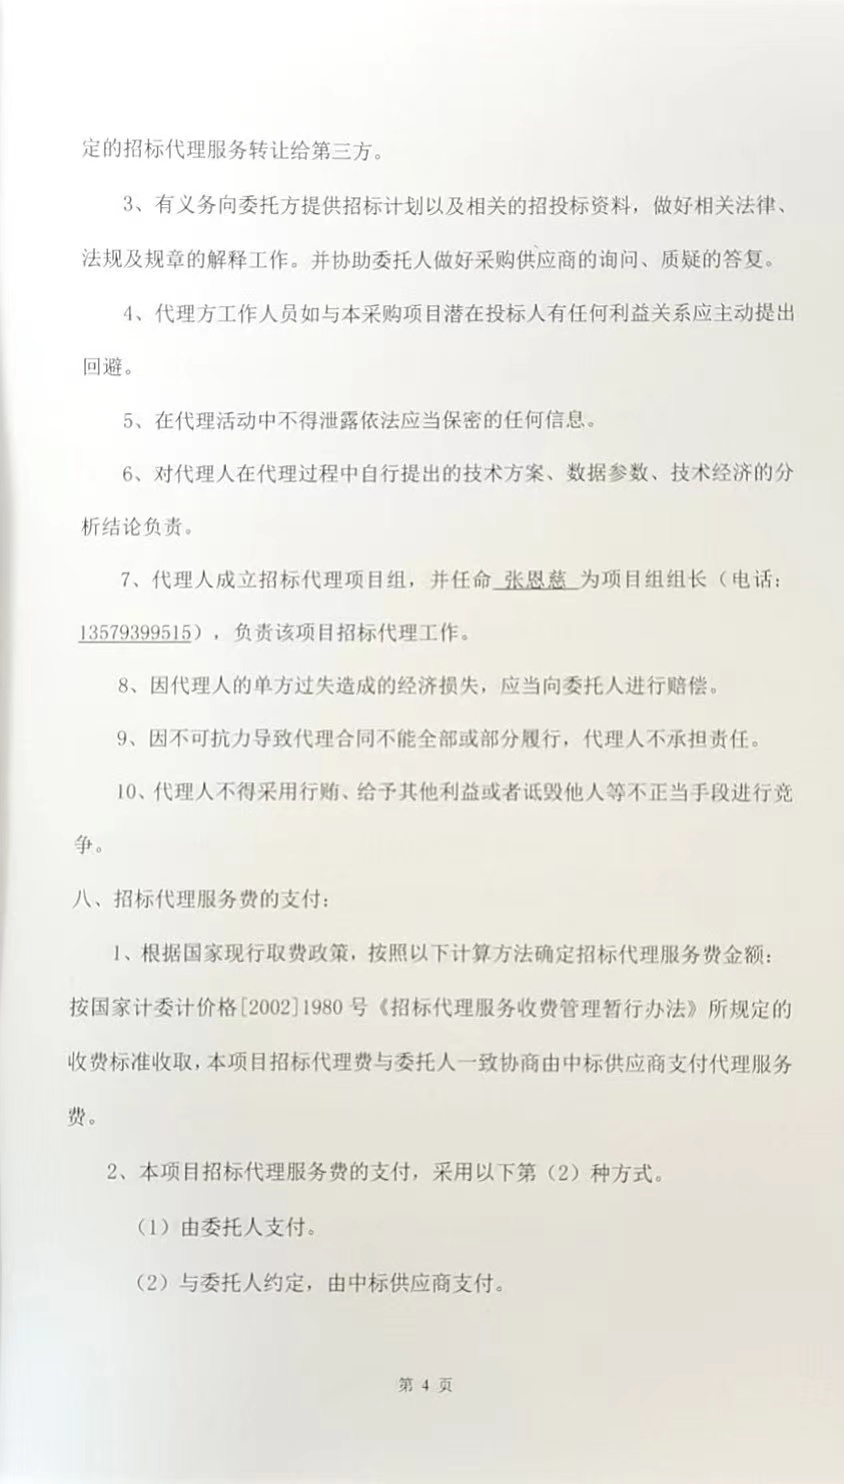 定的招标代理服务转让给第三方。
3、有义务向委托方提供招标计划以及相关的招投标资料，做好相关法律、
法规及规章的解释工作。并协助委托人做好采购供应商的询问、质疑的答复。
4、代理方工作人员如与本采购项目潜在投标人有任何利益关系应主动提出
回避。
5、在代理活动中不得泄露依法应当保密的任何信息。
6、对代理人在代理过程中自行提出的技术方案、数据参数、技术经济的分
析结论负责。
7、代理人成立招标代理项目组，并任命 张恩慈 为项目组组长（电话：
13579399515），负责该项目招标代理工作。
8、因代理人的单方过失造成的经济损失，应当向委托人进行赔偿。
9、因不可抗力导致代理合同不能全部或部分履行，代理人不承担责任。
10、代理人不得采用行贿、给予其他利益或者诋毁他人等不正当手段进行竞
争。
八、招标代理服务费的支付：
1、根据国家现行取费政策，按照以下计算方法确定招标代理服务费金额：
按国家计委计价格[2002]1980号《招标代理服务收费管理暂行办法》所规定的
收费标准收取，本项目招标代理费与委托人一致协商由中标供应商支付代理服务
费。
2、本项目招标代理服务费的支付，采用以下第（2）种方式。
（1）由委托人支付。
（2）与委托人约定，由中标供应商支付。
第 4 页